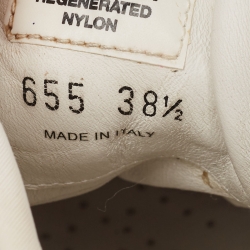 REGENERATED
NYLON
655 38½
MADE IN ITALY